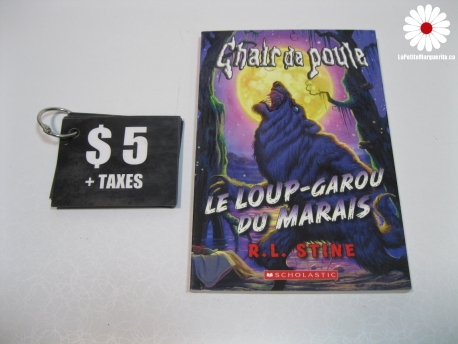 LaPetiteMarguerite.ca
$ 5
+ TAXES
Chair de poule
LE LOUP-GAROU
DU MARAIS
R.L. STINE
SCHOLASTIC